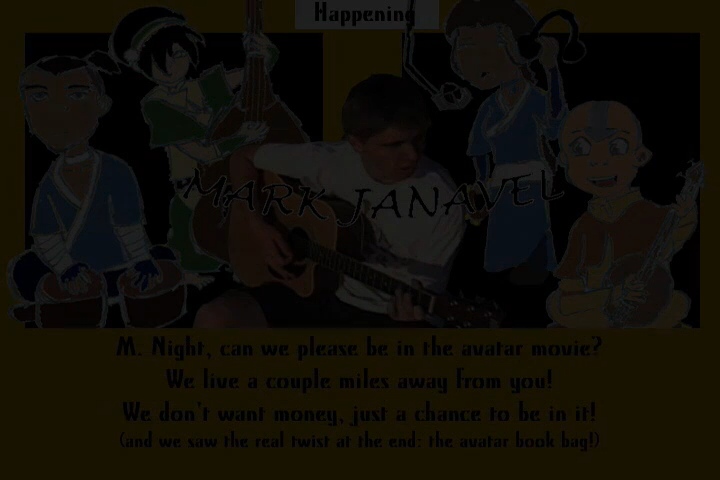 Happening
MARK JANAVEL
M. Night, can we please be in the avatar movie?
We live a couple miles away from you!
We don't want money, just a chance to be in it!
(and we saw the real twist at the end: the avatar book bag!)